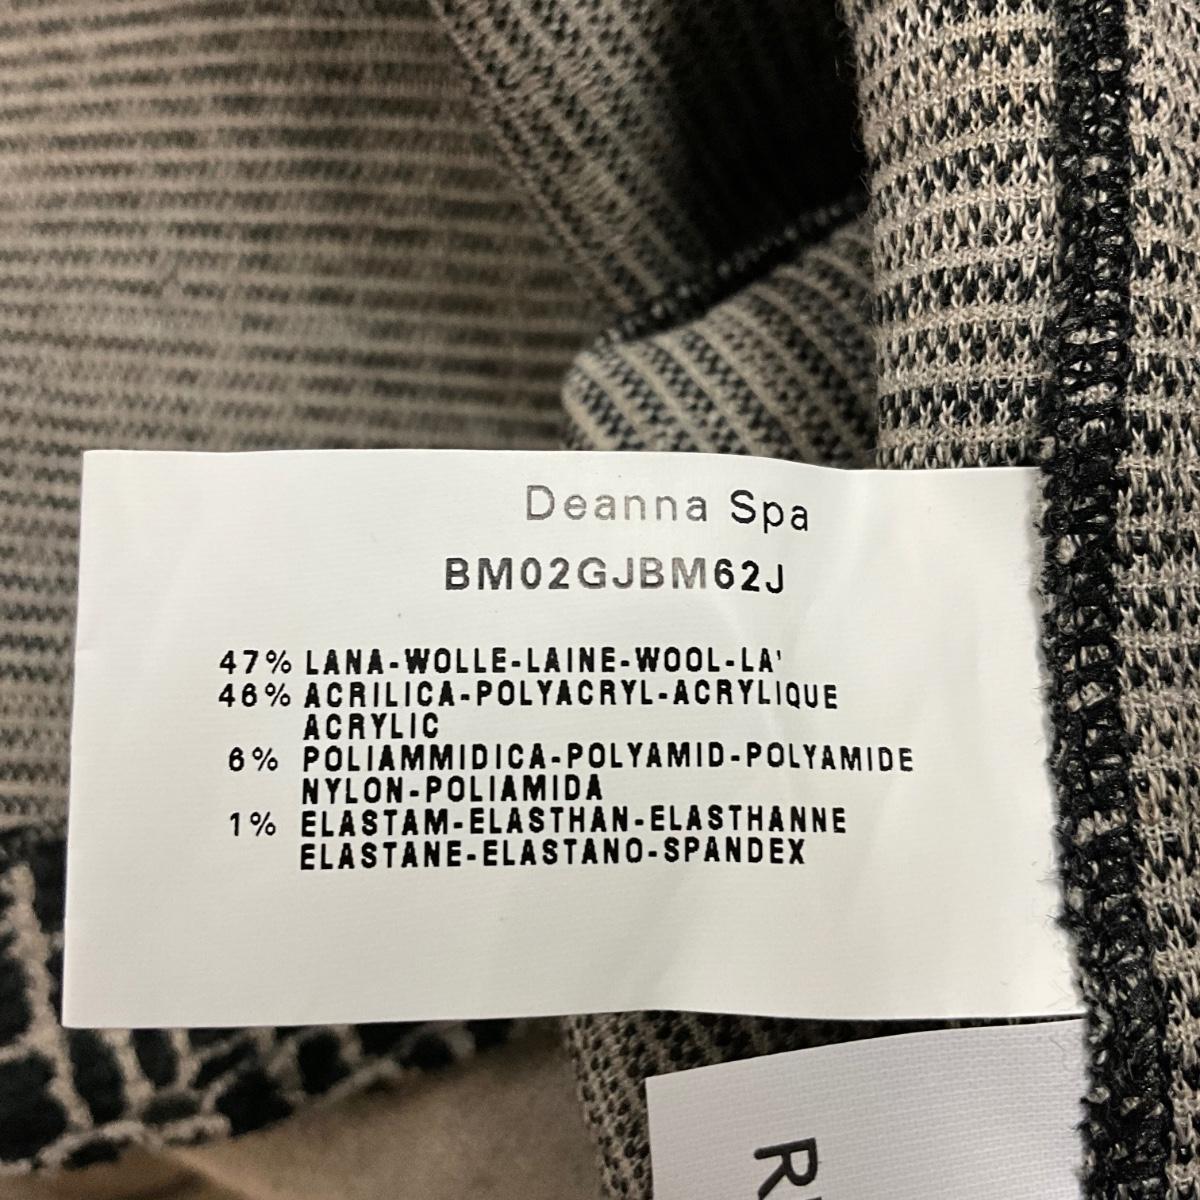 Deanna Spa
BM02GJBM62J
47% LANA-WOLLE-LAINE-WOOL-LA'
46% ACRILICA-POLYACRYL-ACRYLIQUE
ACRYLIC
6% POLIAMMIDICA-POLYAMID-POLYAMIDE
NYLON-POLIAMIDA
1% ELASTAM-ELASTHAN-ELASTHANNE
ELASTANE-ELASTANO-SPANDEX